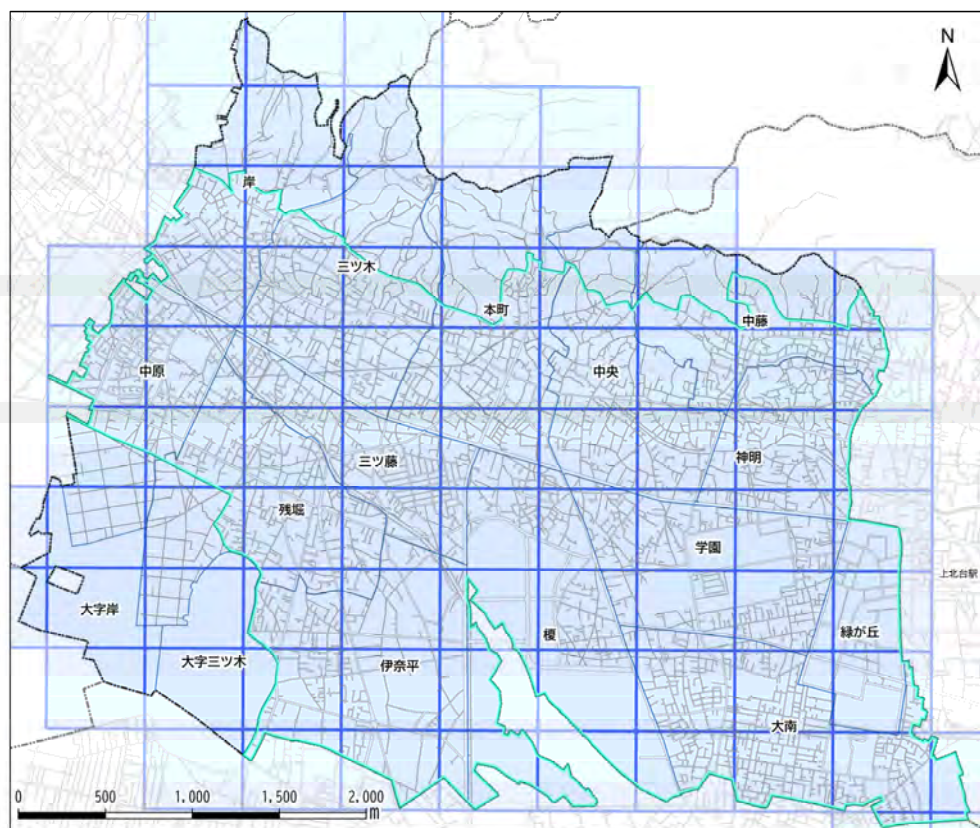 N
岸
三ツ木
本町
中藤
中原
中央
三ツ藤
神明
残堀
学園
上北台駅
大字岸
榎
緑が丘
大字三ツ木
伊奈平
大南
0 500 1.000 1.500 2.000
m